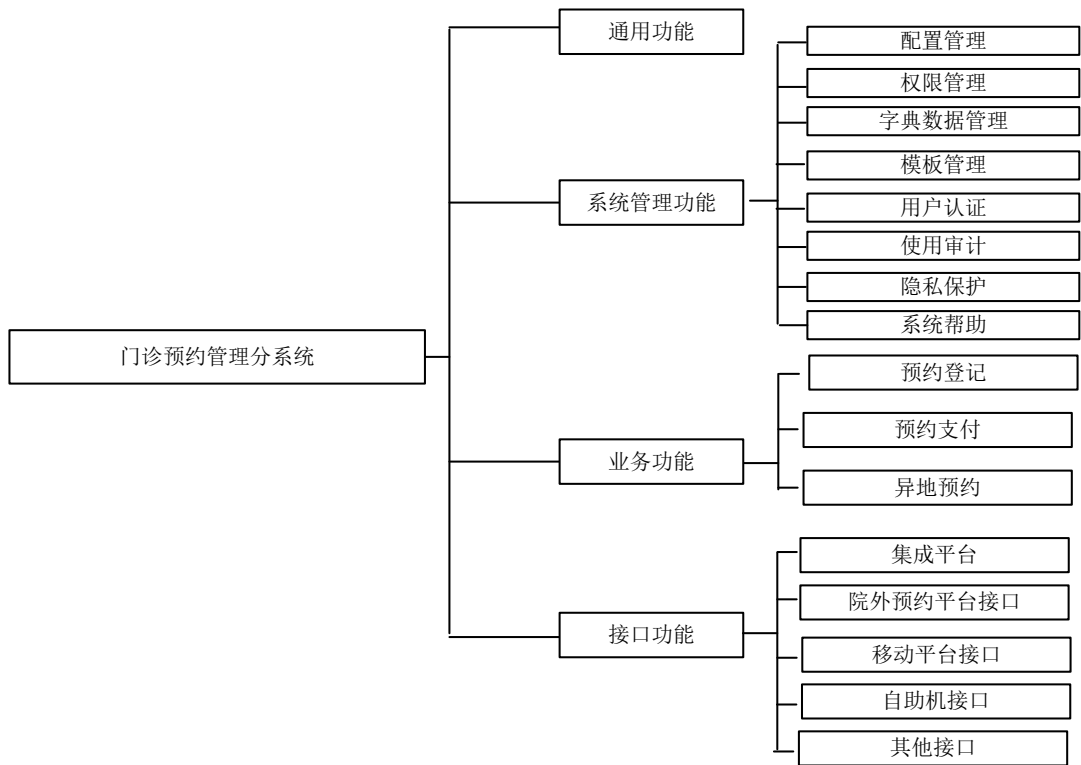 通用功能
配置管理
权限管理
字典数据管理
模板管理
系统管理功能
用户认证
使用审计
隐私保护
系统帮助
门诊预约管理分系统
预约登记
预约支付
业务功能
异地预约
集成平台
院外预约平台接口
接口功能
移动平台接口
自助机接口
其他接口